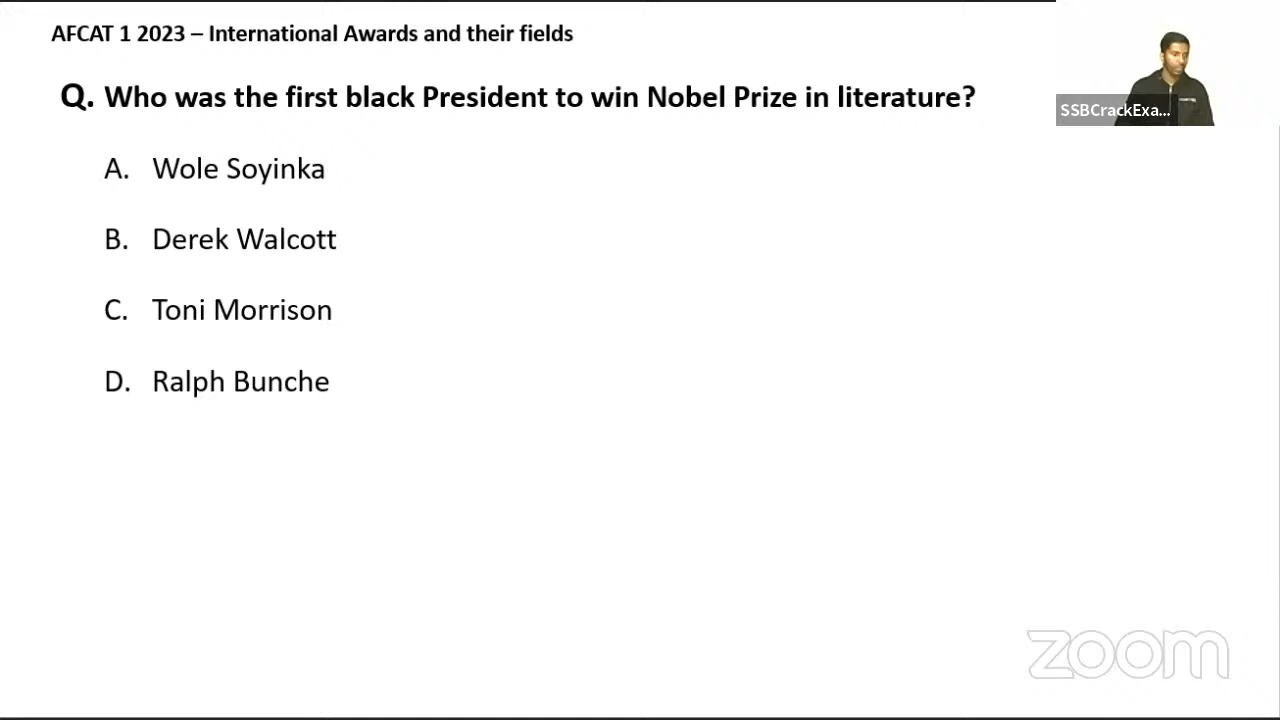 AFCAT 1 2023 – International Awards and their fields
Q. Who was the first black President to win Nobel Prize in literature?
SSBCrackExa...
A. Wole Soyinka
B. Derek Walcott
C. Toni Morrison
D. Ralph Bunche
zoom